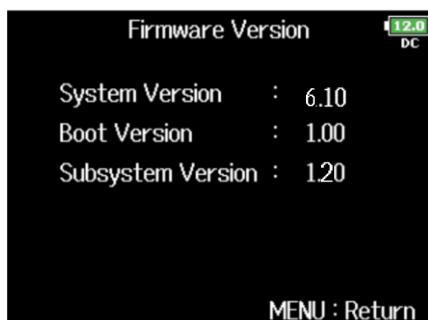 Firmware Version
12.0
DC
System Version : 6.10
Boot Version : 1.00
Subsystem Version : 1.20
MENU : Return